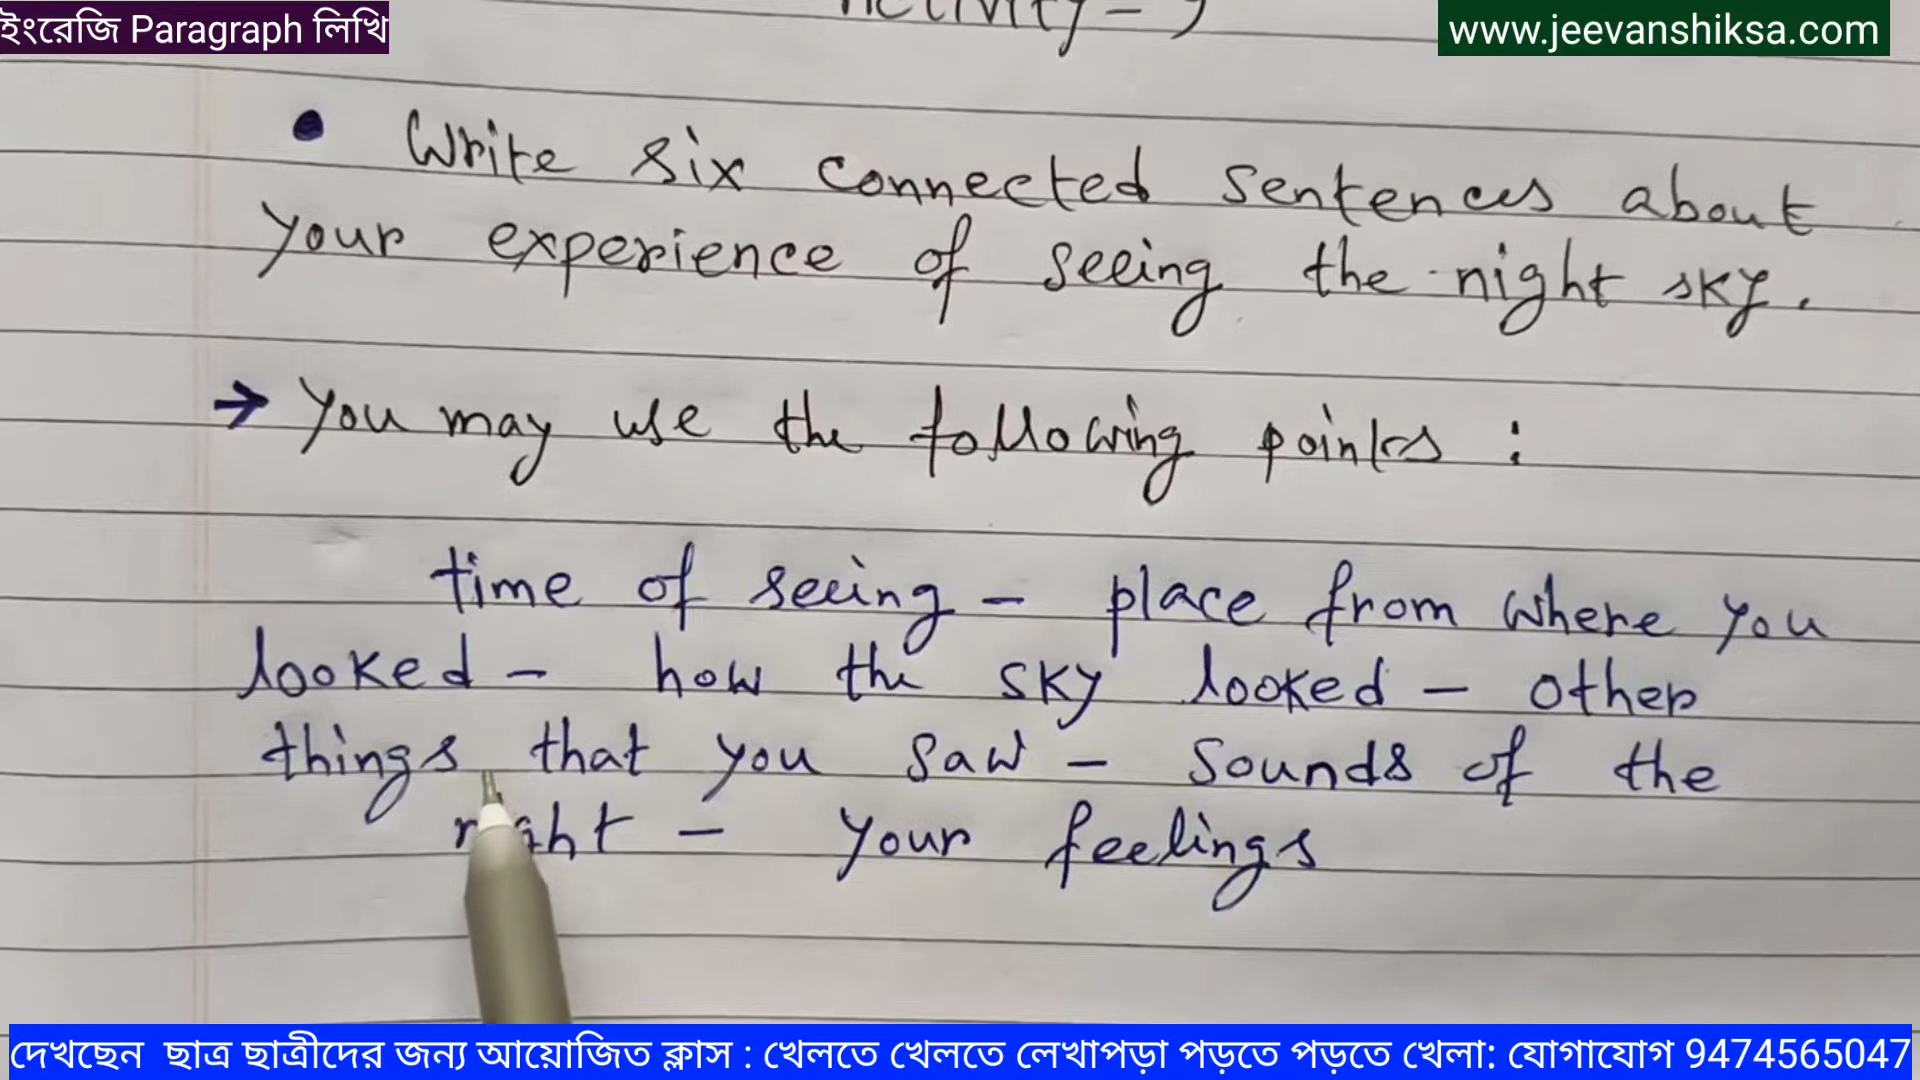 ইংরেজি Paragraph লিখি
www.jeevanshiksa.com
Activity -
• Write six connected sentences about
your experience of seeing the night sky.
→ You may use the following points :
time of seeing - place from where you
looked - how the sky looked - other
things that you saw - sounds of the
night - your feelings
দেখছেন ছাত্র ছাত্রীদের জন্য আয়োজিত ক্লাস : খেলতে খেলতে লেখাপড়া পড়তে পড়তে খেলা: যোগাযোগ 9474565047